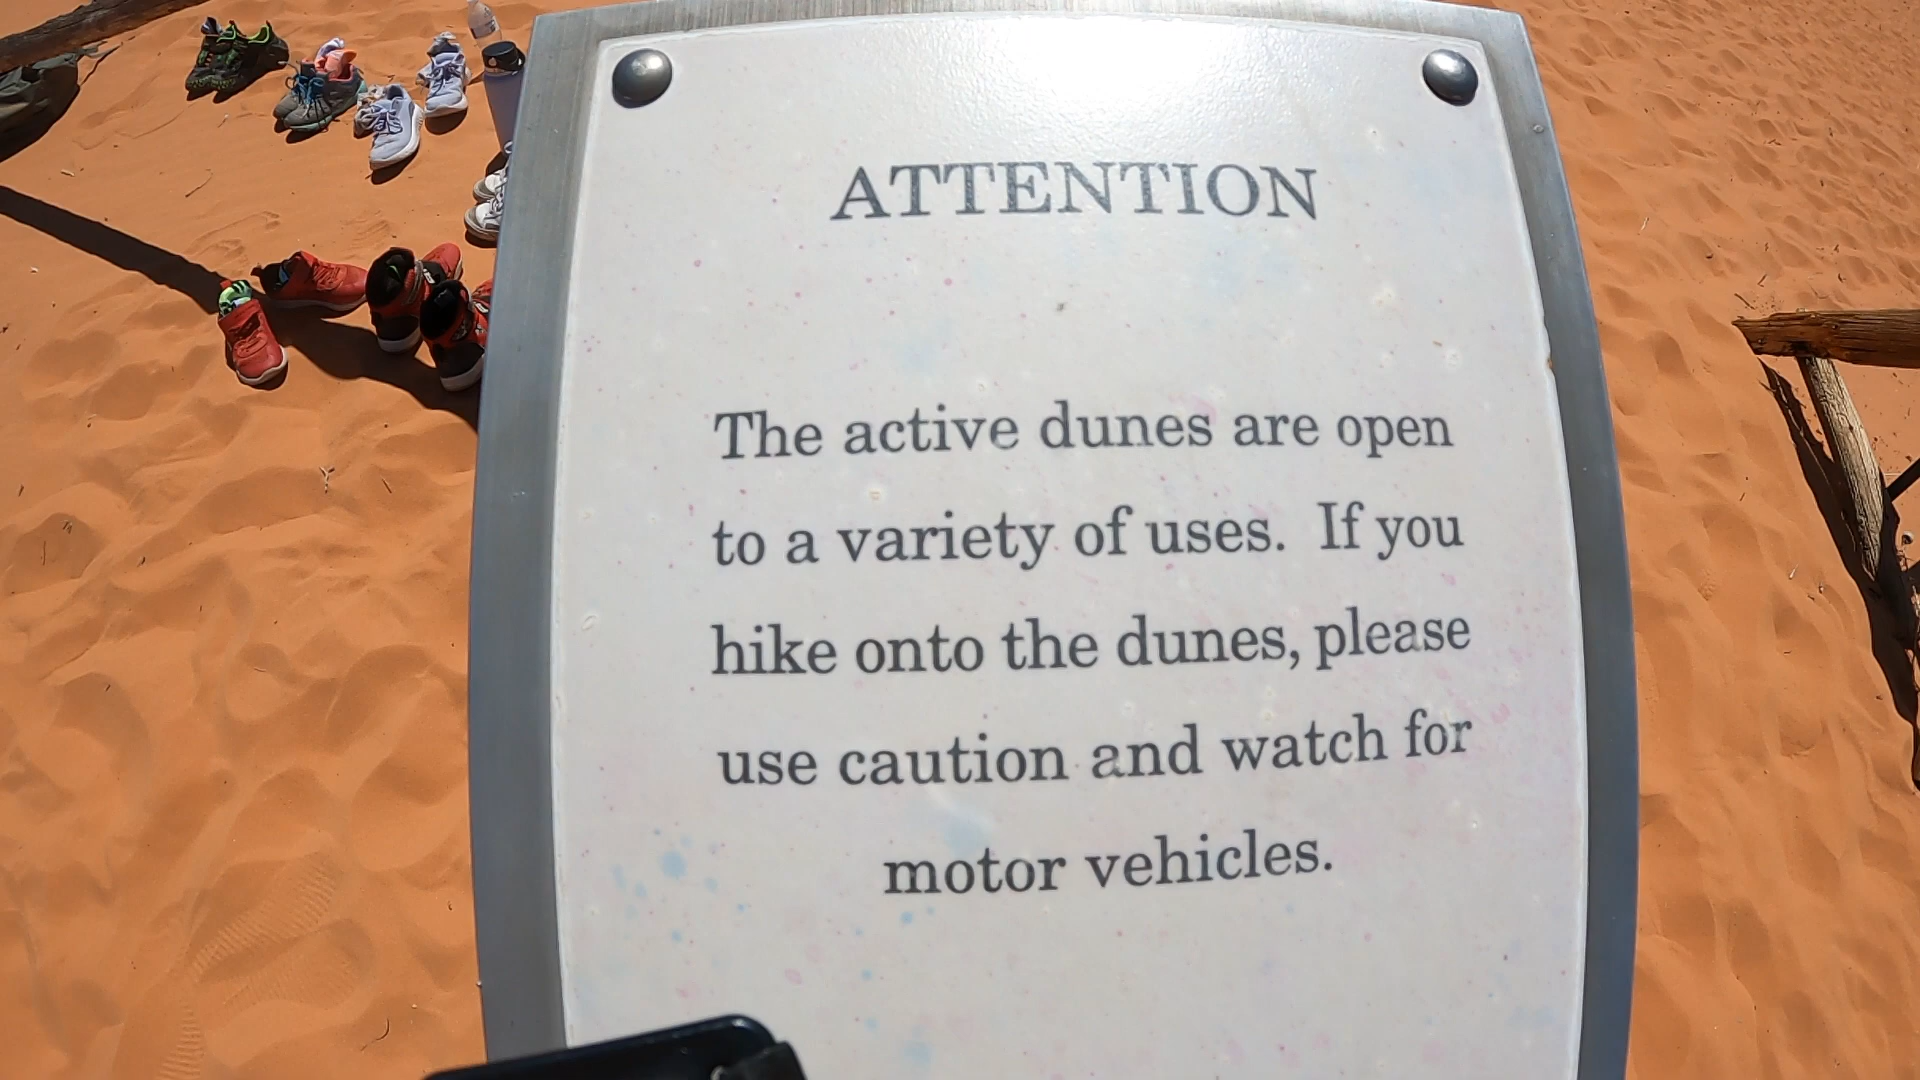 ATTENTION
The active dunes are open
to a variety of uses. If you
hike onto the dunes, please
use caution and watch for
motor vehicles.